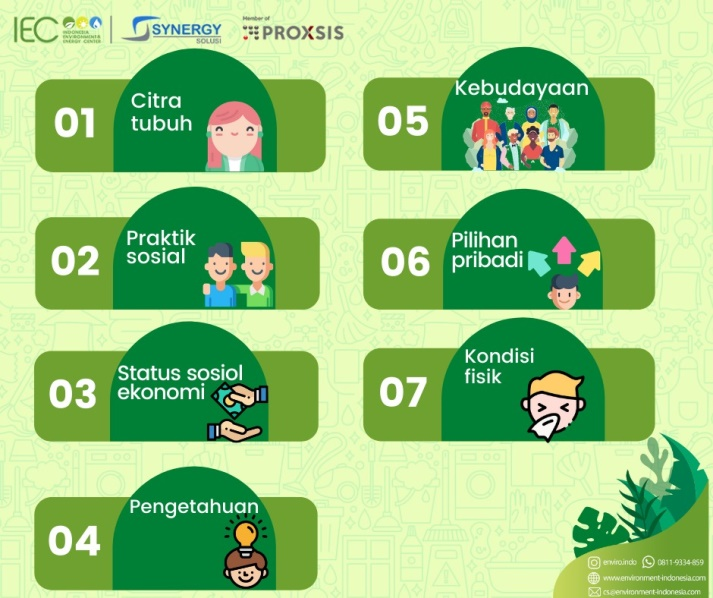 IEC
INDONESIA
ENVIRONMENT &
ENERGY CENTER
SYNERGY
SOLUSI
Member of
PROXSIS
01
Citra
tubuh
02
Praktik
sosial
03
Status sosiol
ekonomi
04
Pengetahuan
05
Kebudayaan
06
Pilihan
pribadi
07
Kondisi
fisik
enviro.indo 0811-9334-859
www.environment-indonesia.com
cs@environment-indonesia.com